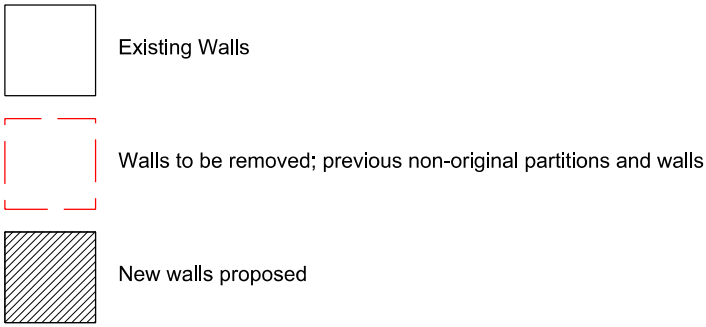 Existing Walls
Walls to be removed; previous non-original partitions and walls
New walls proposed